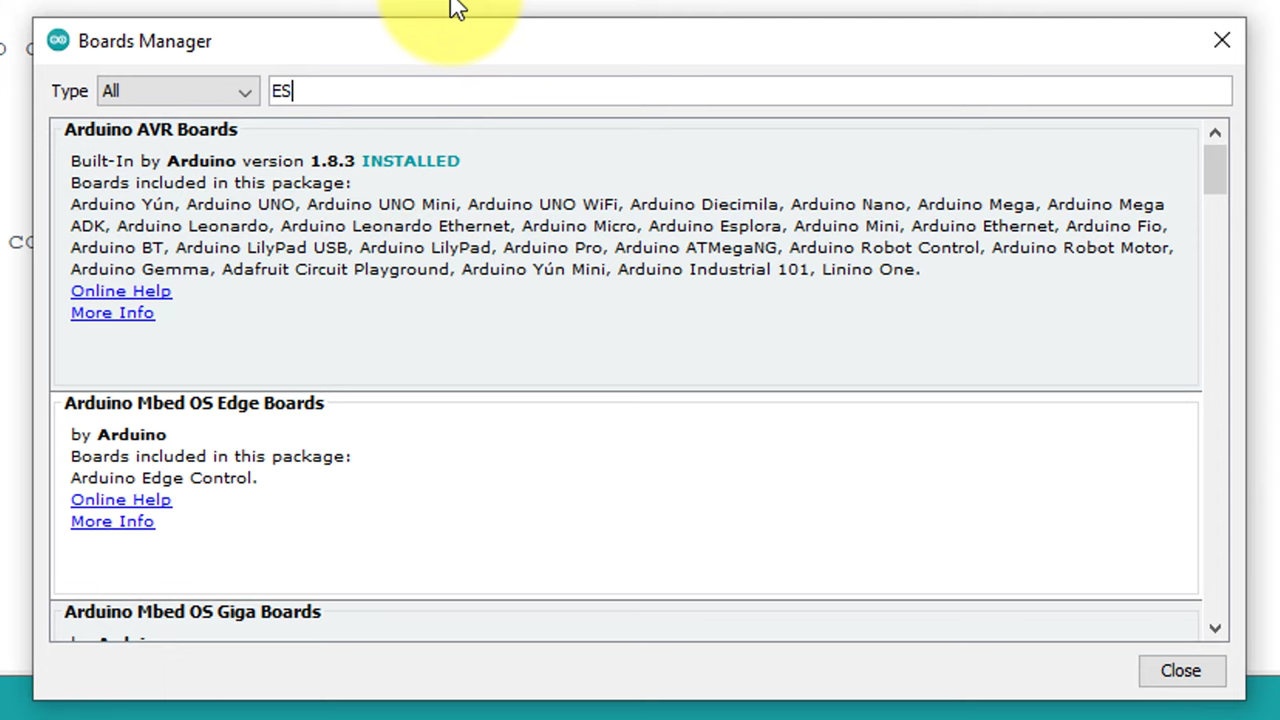 Boards Manager
Type All ES
Arduino AVR Boards
Built-In by Arduino version 1.8.3 INSTALLED
Boards included in this package:
Arduino Yún, Arduino UNO, Arduino UNO Mini, Arduino UNO WiFi, Arduino Diecimila, Arduino Nano, Arduino Mega, Arduino Mega
ADK, Arduino Leonardo, Arduino Leonardo Ethernet, Arduino Micro, Arduino Esplora, Arduino Mini, Arduino Ethernet, Arduino Fio,
Arduino BT, Arduino LilyPad USB, Arduino LilyPad, Arduino Pro, Arduino ATMegaNG, Arduino Robot Control, Arduino Robot Motor,
Arduino Gemma, Adafruit Circuit Playground, Arduino Yún Mini, Arduino Industrial 101, Linino One.
Online Help
More Info
Arduino Mbed OS Edge Boards
by Arduino
Boards included in this package:
Arduino Edge Control.
Online Help
More Info
Arduino Mbed OS Giga Boards
Close